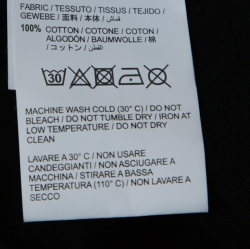 FABRIC / TESSUTO / TISSUS / TEJIDO /
GEWEBE / 面料 / 本体 / قماش
100% COTTON / COTONE / COTON /
ALGODÓN / BAUMWOLLE / 棉
/ コットン / القطن
30
MACHINE WASH COLD (30° C) / DO NOT
BLEACH / DO NOT TUMBLE DRY / IRON AT
LOW TEMPERATURE / DO NOT DRY
CLEAN
LAVARE A 30° C / NON USARE
CANDEGGIANTI / NON ASCIUGARE A
MACCHINA / STIRARE A BASSA
TEMPERATURA (110° C) / NON LAVARE A
SECCO